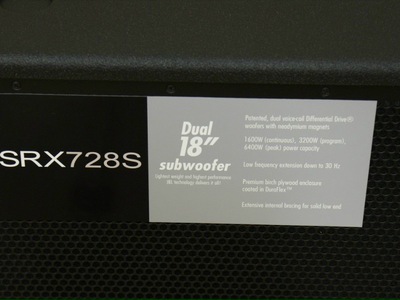 SRX728S
Dual
18"
subwoofer
Lightest weight and highest performance
JBL technology delivers it all!
Patented, dual voice-coil Differential Drive®
woofers with neodymium magnets
1600W (continuous), 3200W (program),
6400W (peak) power capacity
Low frequency extension down to 30 Hz
Premium birch plywood enclosure
coated in DuraFlex™
Extensive internal bracing for solid low end